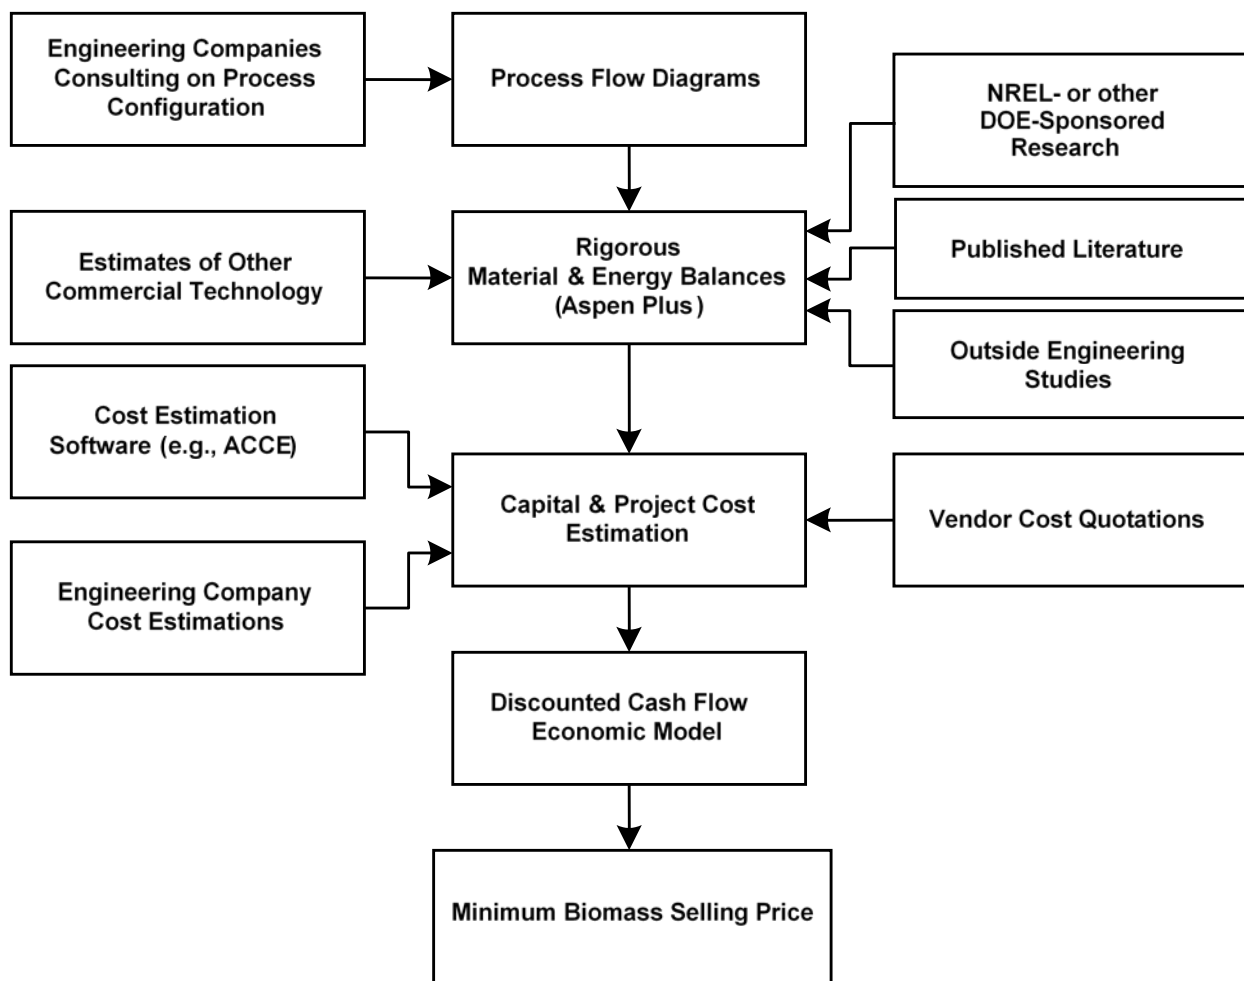 Engineering Companies
Consulting on Process
Configuration
Process Flow Diagrams
NREL- or other
DOE-Sponsored
Research
Estimates of Other
Commercial Technology
Rigorous
Material & Energy Balances
(Aspen Plus)
Published Literature
Outside Engineering
Studies
Cost Estimation
Software (e.g., ACCE)
Capital & Project Cost
Estimation
Vendor Cost Quotations
Engineering Company
Cost Estimations
Discounted Cash Flow
Economic Model
Minimum Biomass Selling Price